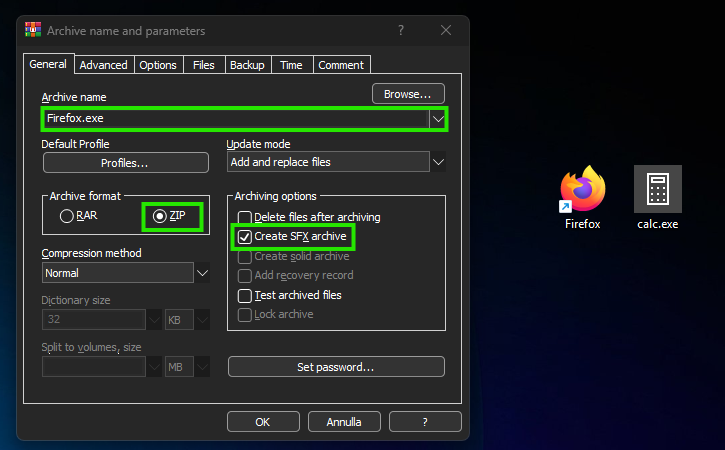 Archive name and parameters
?
General Advanced Options Files Backup Time Comment
Archive name
Browse...
Firefox.exe
Default Profile
Profiles...
Update mode
Add and replace files
Archive format
RAR ZIP
Compression method
Normal
Dictionary size
32 KB
Split to volumes, size
MB
Archiving options
Delete files after archiving
Create SFX archive
Create solid archive
Add recovery record
Test archived files
Lock archive
Set password...
OK Annulla ?
Firefox calc.exe